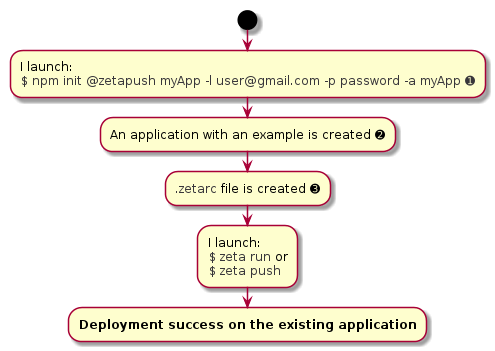 I launch:
$ npm init @zetapush myApp -l user@gmail.com -p password -a myApp ❶
An application with an example is created ❷
.zetarc file is created ❸
I launch:
$ zeta run or
$ zeta push
Deployment success on the existing application